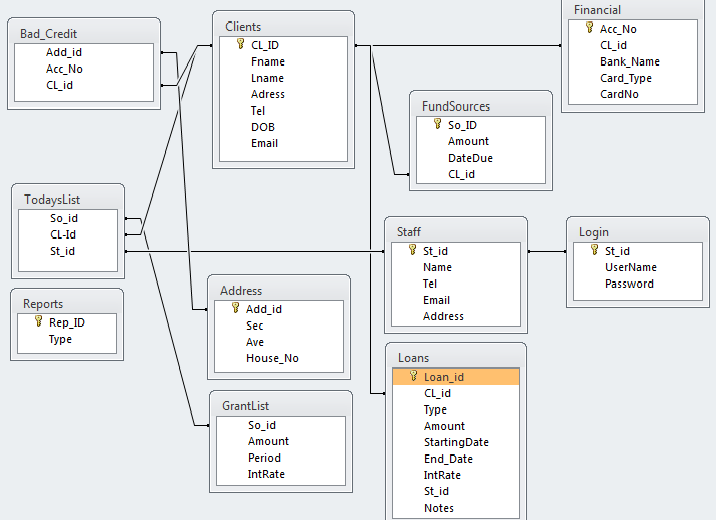 Bad_Credit
Add_id
Acc_No
CL_id
Clients
CL_ID
Fname
Lname
Adress
Tel
DOB
Email
Financial
Acc_No
CL_id
Bank_Name
Card_Type
CardNo
FundSources
So_ID
Amount
DateDue
CL_id
TodaysList
So_id
CL-Id
St_id
Staff
St_id
Name
Tel
Email
Address
Login
St_id
UserName
Password
Reports
Rep_ID
Type
Address
Add_id
Sec
Ave
House_No
Loans
Loan_id
CL_id
Type
Amount
StartingDate
End_Date
IntRate
St_id
Notes
GrantList
So_id
Amount
Period
IntRate